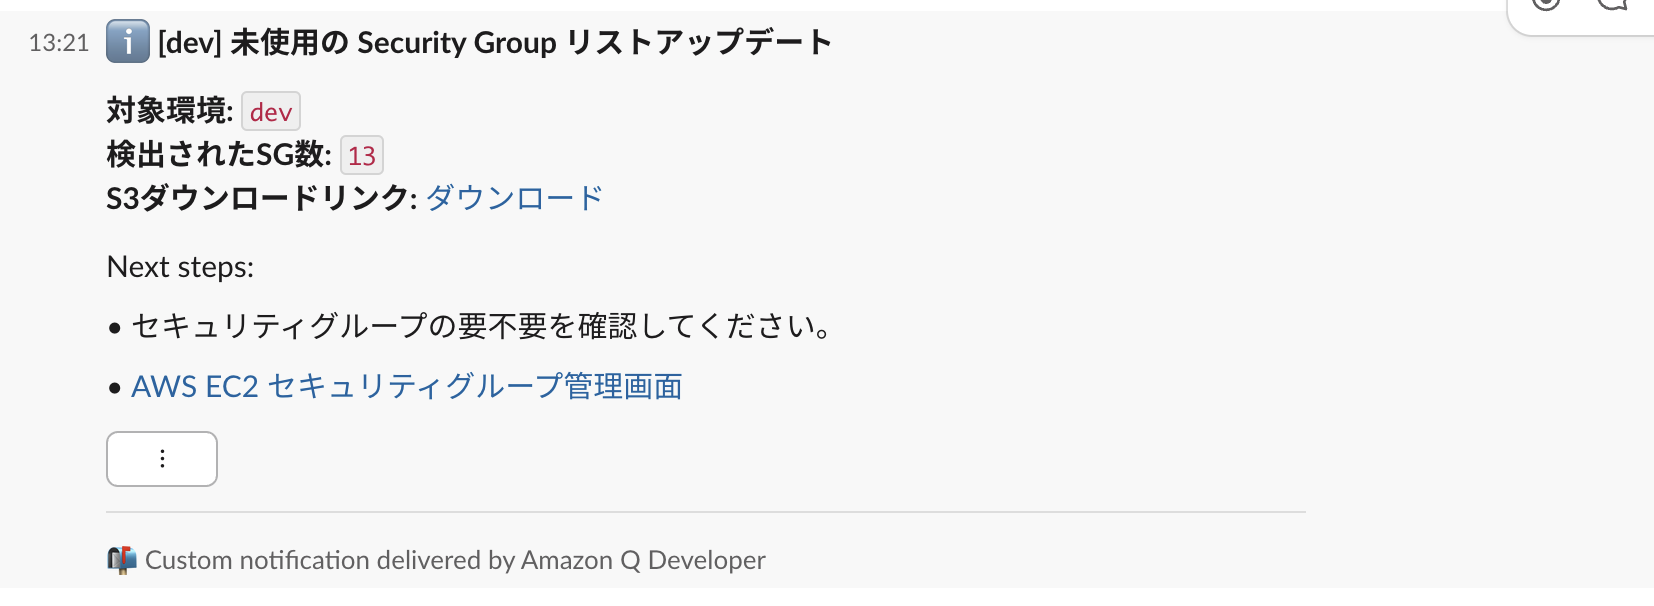 13:21 [dev] 未使用の Security Group リストアップデート
対象環境: dev
検出されたSG数: 13
S3ダウンロードリンク: ダウンロード
Next steps:
• セキュリティグループの要不要を確認してください。
• AWS EC2 セキュリティグループ管理画面
Custom notification delivered by Amazon Q Developer